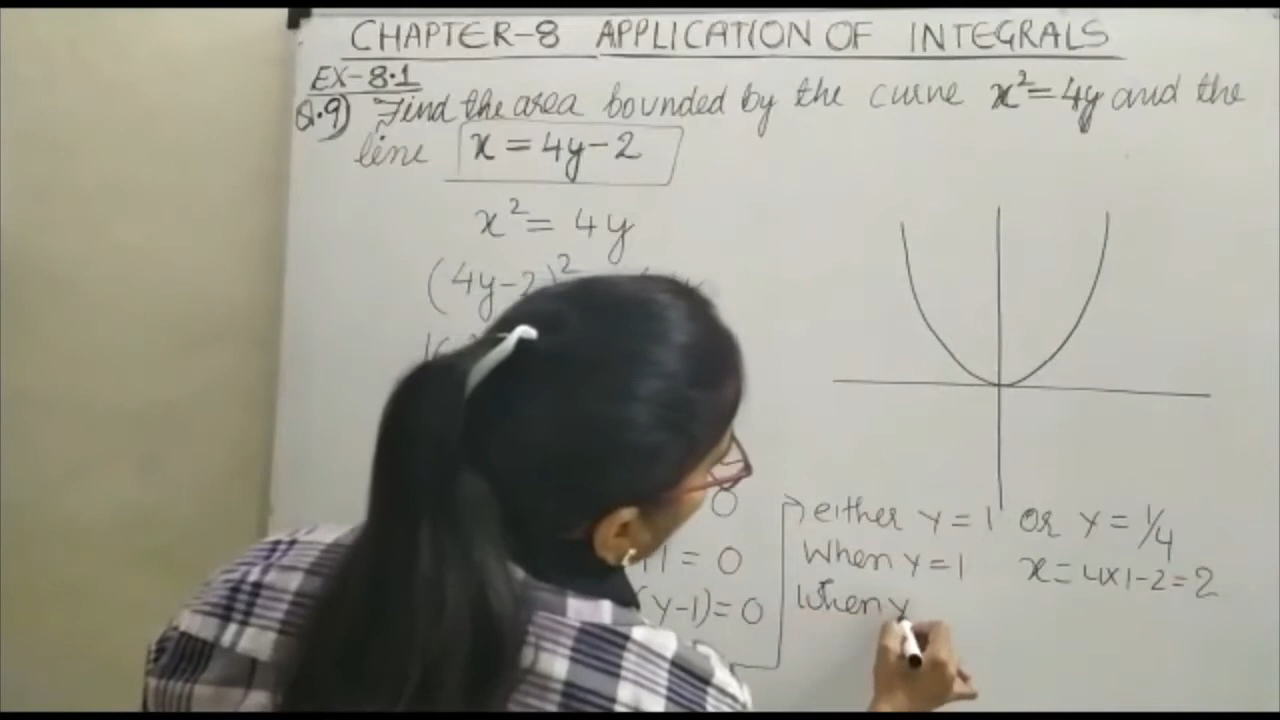 CHAPTER-8 APPLICATION OF INTEGRALS
EX-8.1
Q.9) Find the area bounded by the curve x²=4y and the
line x = 4y-2
x² = 4y
(4y-2)²
0
1 = 0
(y-1)=0
either y = 1 or y = 1/4
When y = 1 x = 4x1-2 = 2
When y